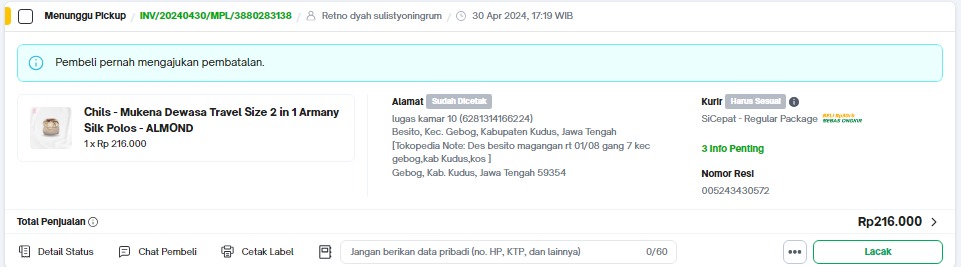 Menunggu Pickup / INV/20240430/MPL/3880283138 / Retno dyah sulistyoningrum / 30 Apr 2024, 17:19 WIB
Pembeli pernah mengajukan pembatalan.
Chils - Mukena Dewasa Travel Size 2 in 1 Armany
Silk Polos - ALMOND
1 x Rp 216.000
Alamat Sudah Dicetak
lugas kamar 10 (6281314166224)
Besito, Kec. Gebog, Kabupaten Kudus, Jawa Tengah
[Tokopedia Note: Des besito magangan rt 01/08 gang 7 kec
gebog,kab Kudus,kos ]
Gebog, Kab. Kudus, Jawa Tengah 59354
Kurir Harus Sesuai
SiCepat - Regular Package
BEBAS ONGKIR
3 Info Penting
Nomor Resi
005243430572
Total Penjualan
Rp216.000
Detail Status
Chat Pembeli
Cetak Label
Jangan berikan data pribadi (no. HP, KTP, dan lainnya) 0/60
Lacak